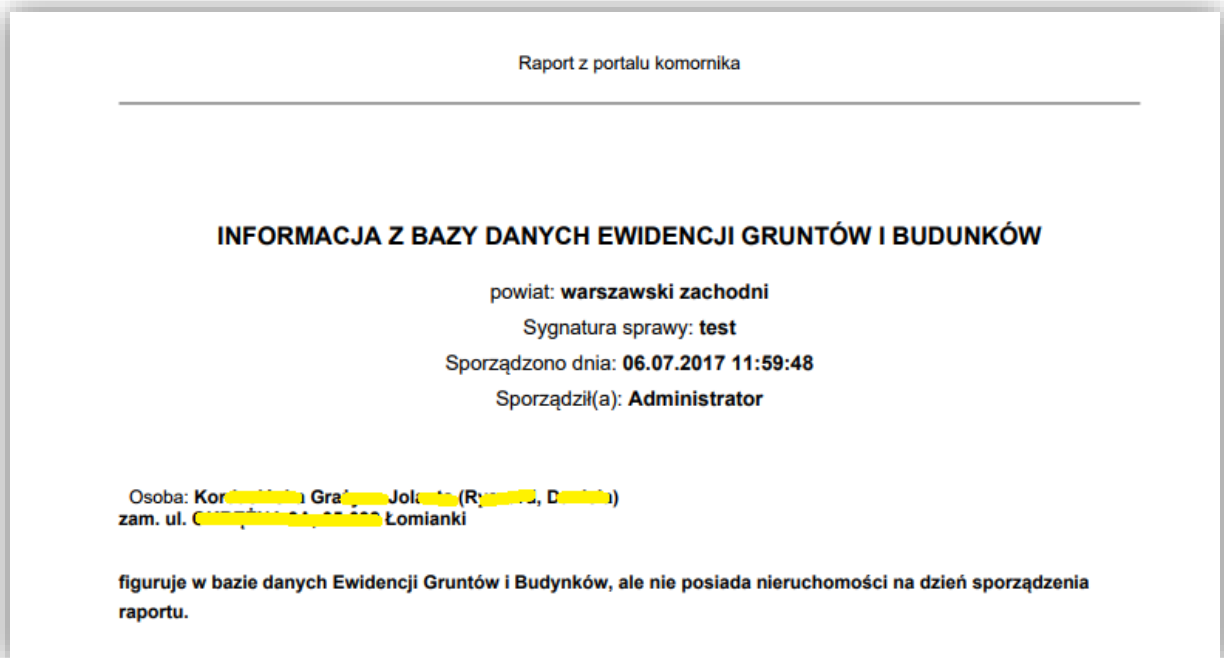 Raport z portalu komornika
INFORMACJA Z BAZY DANYCH EWIDENCJI GRUNTÓW I BUDUNKÓW
powiat: warszawski zachodni
Sygnatura sprawy: test
Sporządzono dnia: 06.07.2017 11:59:48
Sporządził(a): Administrator
Osoba:
zam. ul. Łomianki
figuruje w bazie danych Ewidencji Gruntów i Budynków, ale nie posiada nieruchomości na dzień sporządzenia
raportu.